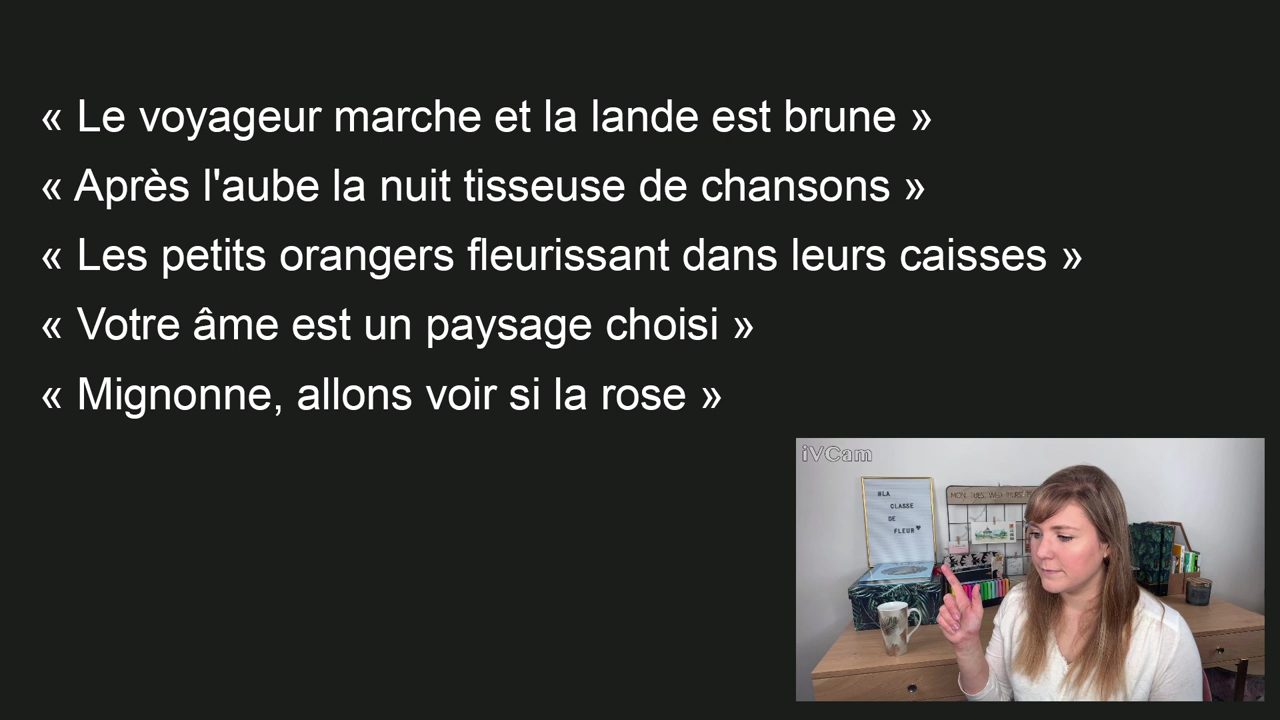 « Le voyageur marche et la lande est brune »
« Après l'aube la nuit tisseuse de chansons »
« Les petits orangers fleurissant dans leurs caisses »
« Votre âme est un paysage choisi »
« Mignonne, allons voir si la rose »
iVCam
#LA
CLASSE
DE
FLEUR